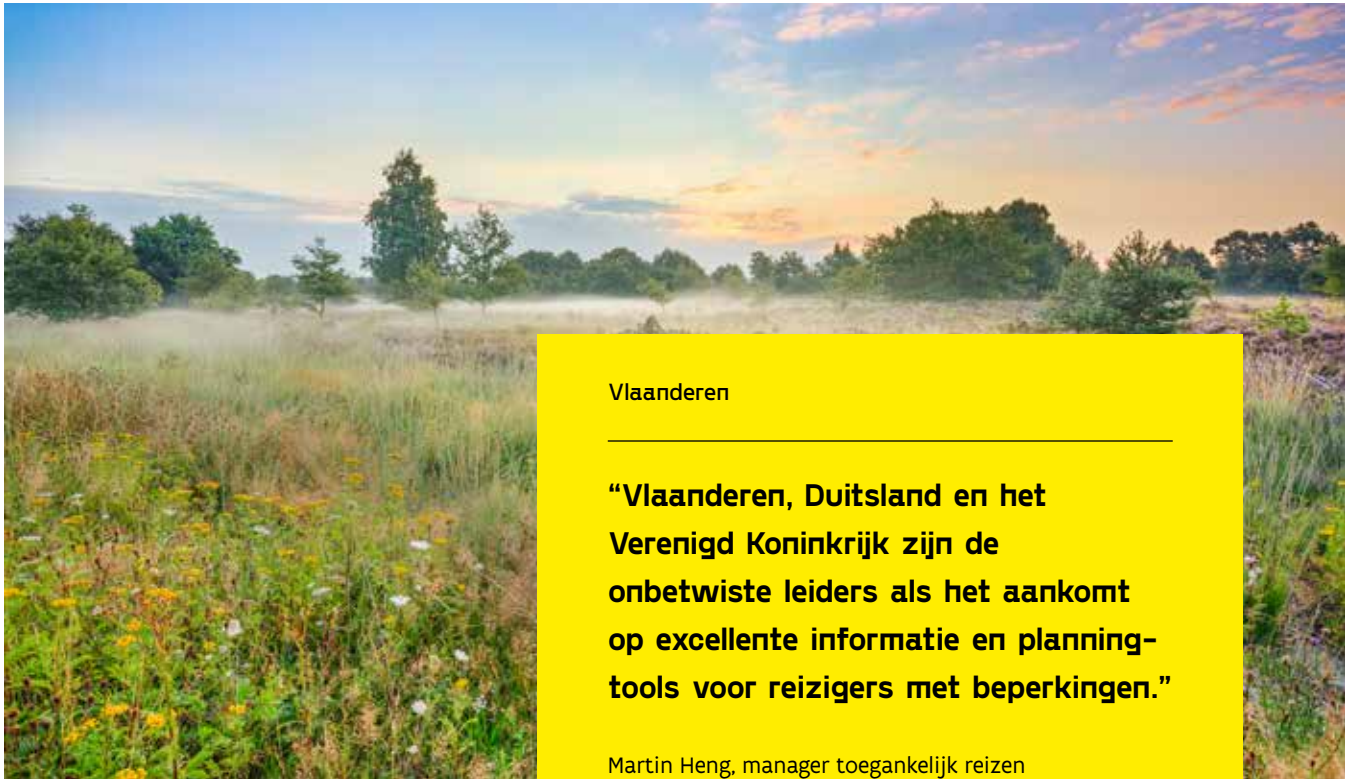 Vlaanderen
“Vlaanderen, Duitsland en het
Verenigd Koninkrijk zijn de
onbetwiste leiders als het aankomt
op excellente informatie en planning-
tools voor reizigers met beperkingen.”
Martin Heng, manager toegankelijk reizen